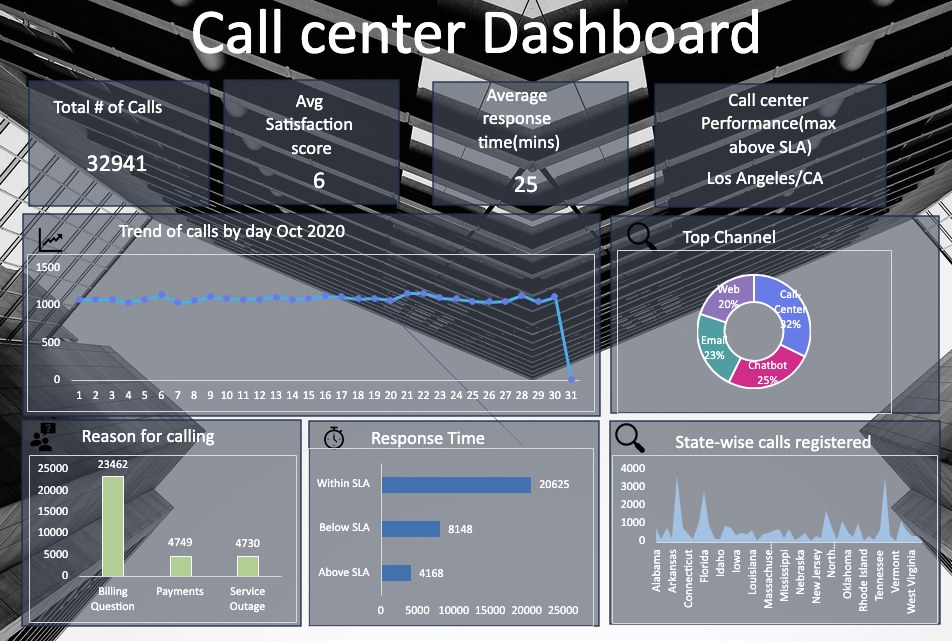 Call center Dashboard
Total # of Calls
32941
Avg
Satisfaction
score
6
Average
response
time(mins)
25
Call center
Performance(max
above SLA)
Los Angeles/CA
Trend of calls by day Oct 2020
1500
1000
500
0
1 2 3 4 5 6 7 8 9 10 11 12 13 14 15 16 17 18 19 20 21 22 23 24 25 26 27 28 29 30 31
Top Channel
Web
20%
Call-
Center
32%
Email
23%
Chatbot
25%
Reason for calling
25000
20000
15000
10000
5000
0
23462
4749
4730
Billing
Question
Payments
Service
Outage
Response Time
Within SLA
20625
Below SLA
8148
Above SLA
4168
0 5000 10000 15000 20000 25000
State-wise calls registered
4000
3000
2000
1000
0
Alabama
Arkansas
Connecticut
Florida
Idaho
Iowa
Louisiana
Massachuse...
Mississippi
Nebraska
New Jersey
North...
Oklahoma
Rhode Island
Tennessee
Vermont
West Virginia